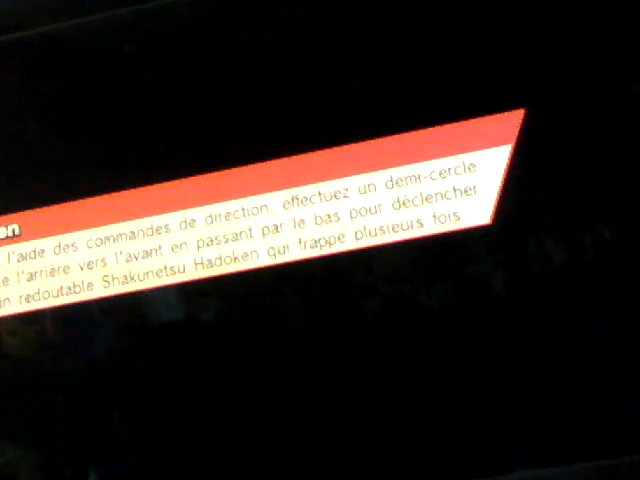 on
l'aide des commandes de direction, effectuez un demi-cercle
e l'arrière vers l'avant en passant par le bas pour déclencher
un redoutable Shakunetsu Hadoken qui frappe plusieurs fois